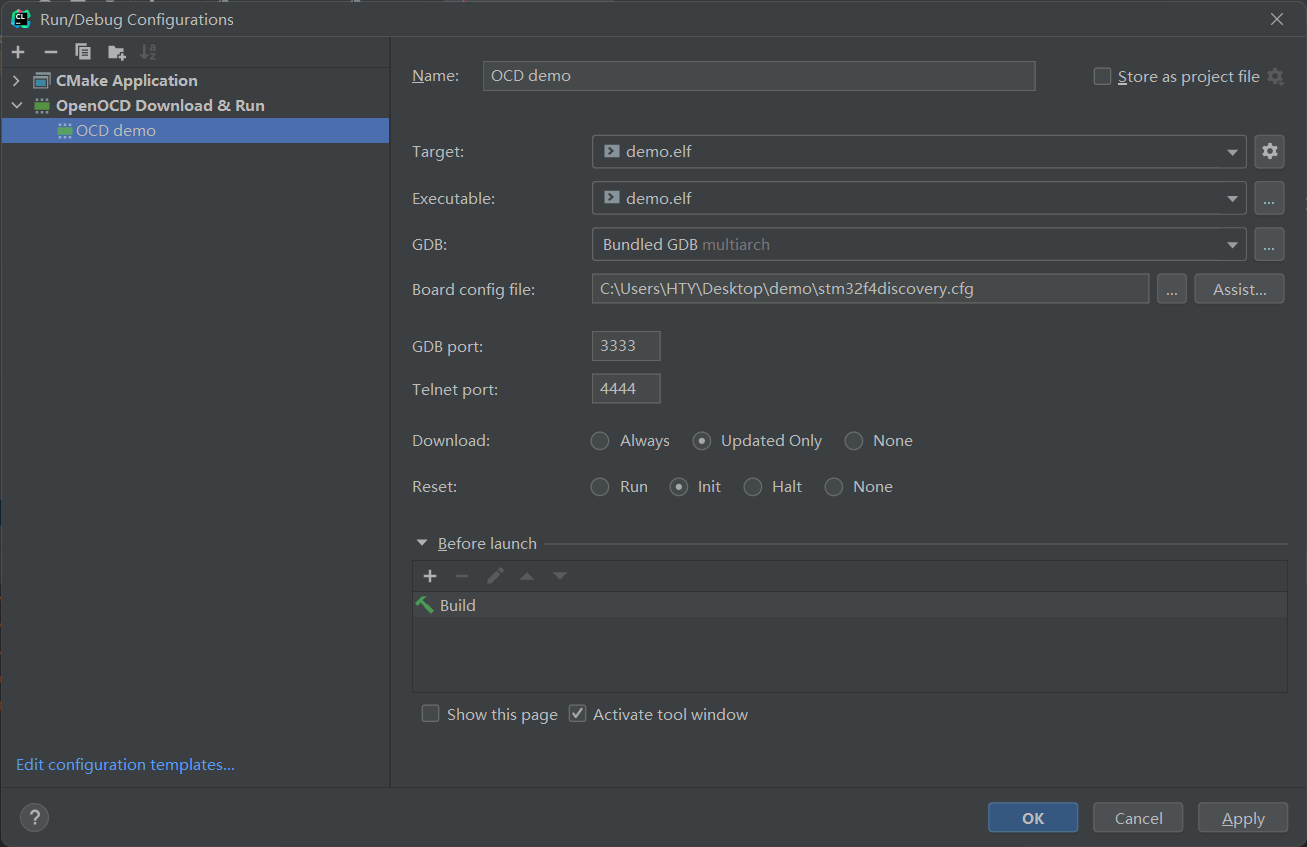 Run/Debug Configurations
CMake Application
OpenOCD Download & Run
OCD demo
Edit configuration templates...
Name: OCD demo Store as project file
Target: demo.elf
Executable: demo.elf ...
GDB: Bundled GDB multiarch ...
Board config file: C:\Users\HTY\Desktop\demo\stm32f4discovery.cfg ... Assist...
GDB port: 3333
Telnet port: 4444
Download: Always Updated Only None
Reset: Run Init Halt None
Before launch
Build
Show this page Activate tool window
? OK Cancel Apply